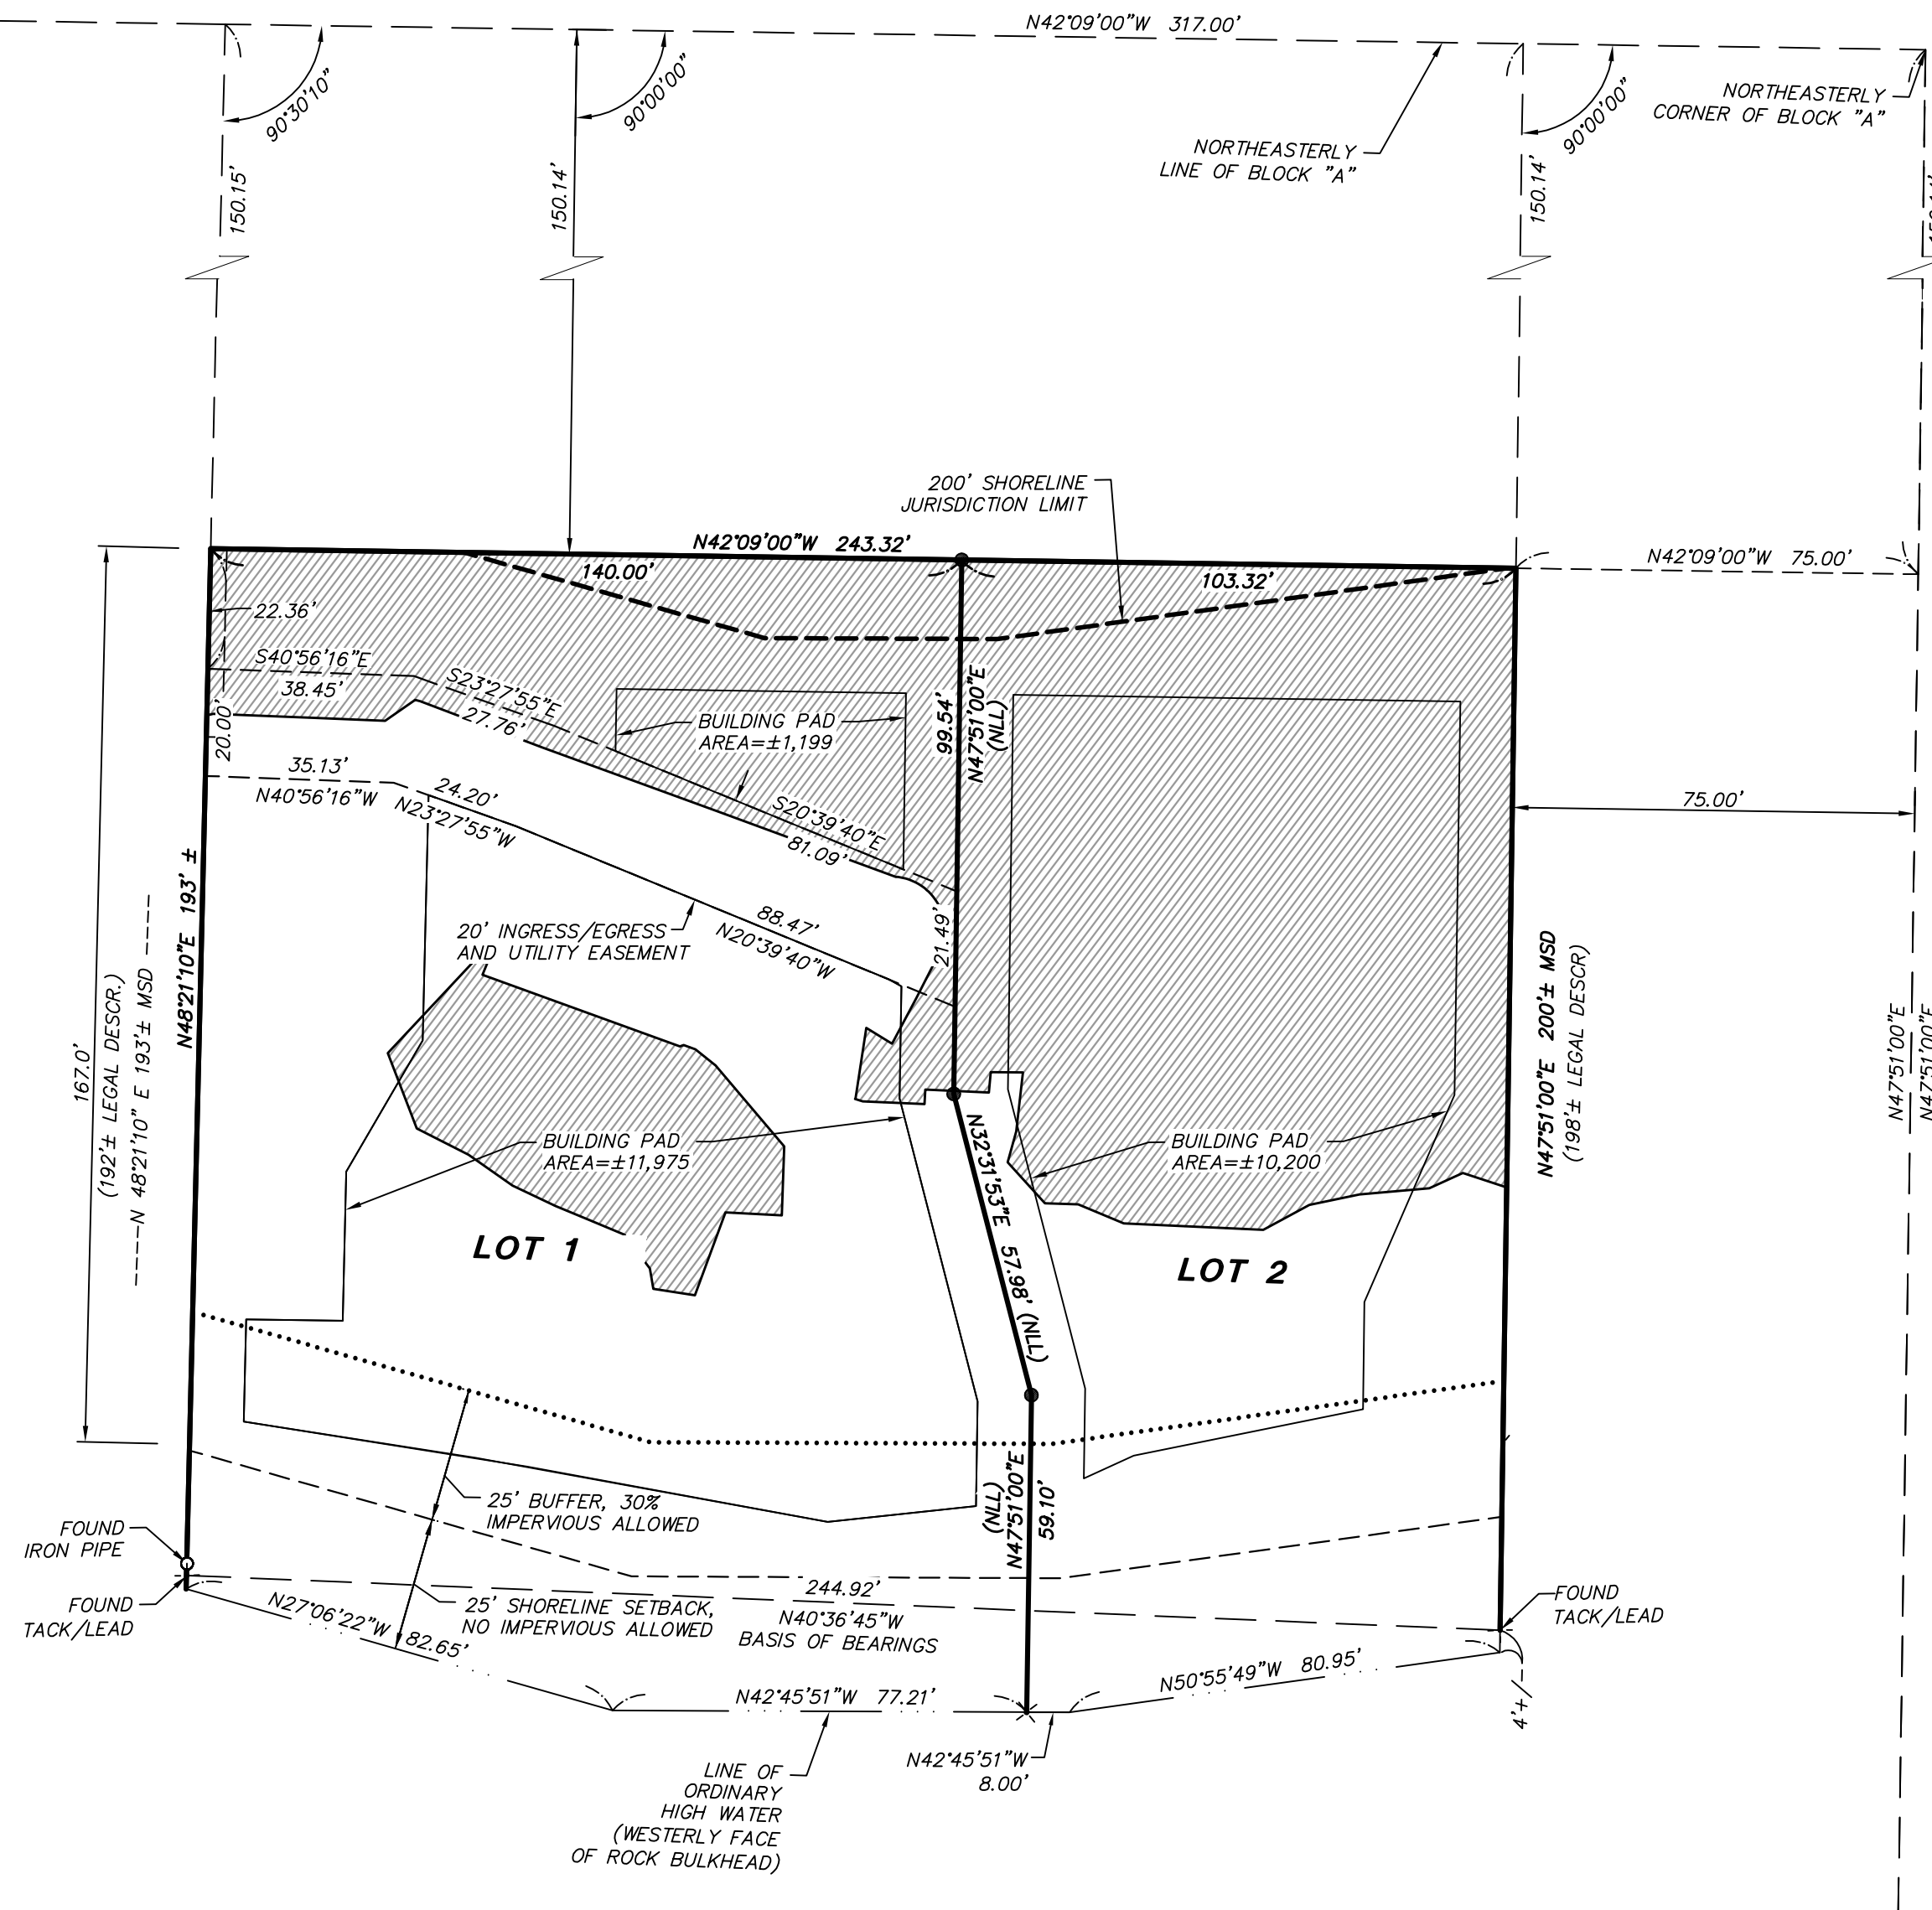 N42°09'00"W 317.00'
90°30'10"
90°00'00"
90°00'00"
NORTHEASTERLY
CORNER OF BLOCK "A"
NORTHEASTERLY
LINE OF BLOCK "A"
150.15'
150.14'
150.14'
200' SHORELINE
JURISDICTION LIMIT
N42°09'00"W 243.32'
140.00'
103.32'
N42°09'00"W 75.00'
22.36'
S40°56'16"E
38.45'
S23°27'55"E
27.76'
20.00'
BUILDING PAD
AREA=±1,199
99.54'
N47°51'00"E
(NLL)
35.13'
N40°56'16"W
24.20'
N23°27'55"W
S20°39'40"E
81.09'
75.00'
20' INGRESS/EGRESS
AND UTILITY EASEMENT
88.47'
N20°39'40"W
21.49'
N48°21'10"E 193' ±
N 48°21'10" E 193'± MSD
(192'± LEGAL DESCR.)
167.0'
N47°51'00"E 200'± MSD
(198'± LEGAL DESCR)
N47°51'00"E
N47°51'00"E
BUILDING PAD
AREA=±11,975
N32°31'53"E 57.98' (NLL)
BUILDING PAD
AREA=±10,200
LOT 1
LOT 2
25' BUFFER, 30%
IMPERVIOUS ALLOWED
(NLL)
N47°51'00"E
59.10'
FOUND
IRON PIPE
FOUND
TACK/LEAD
244.92'
N40°36'45"W
BASIS OF BEARINGS
25' SHORELINE SETBACK,
NO IMPERVIOUS ALLOWED
FOUND
TACK/LEAD
N27°06'22"W 82.65'
N42°45'51"W 77.21'
N50°55'49"W 80.95'
4'±
N42°45'51"W
8.00'
LINE OF
ORDINARY
HIGH WATER
(WESTERLY FACE
OF ROCK BULKHEAD)